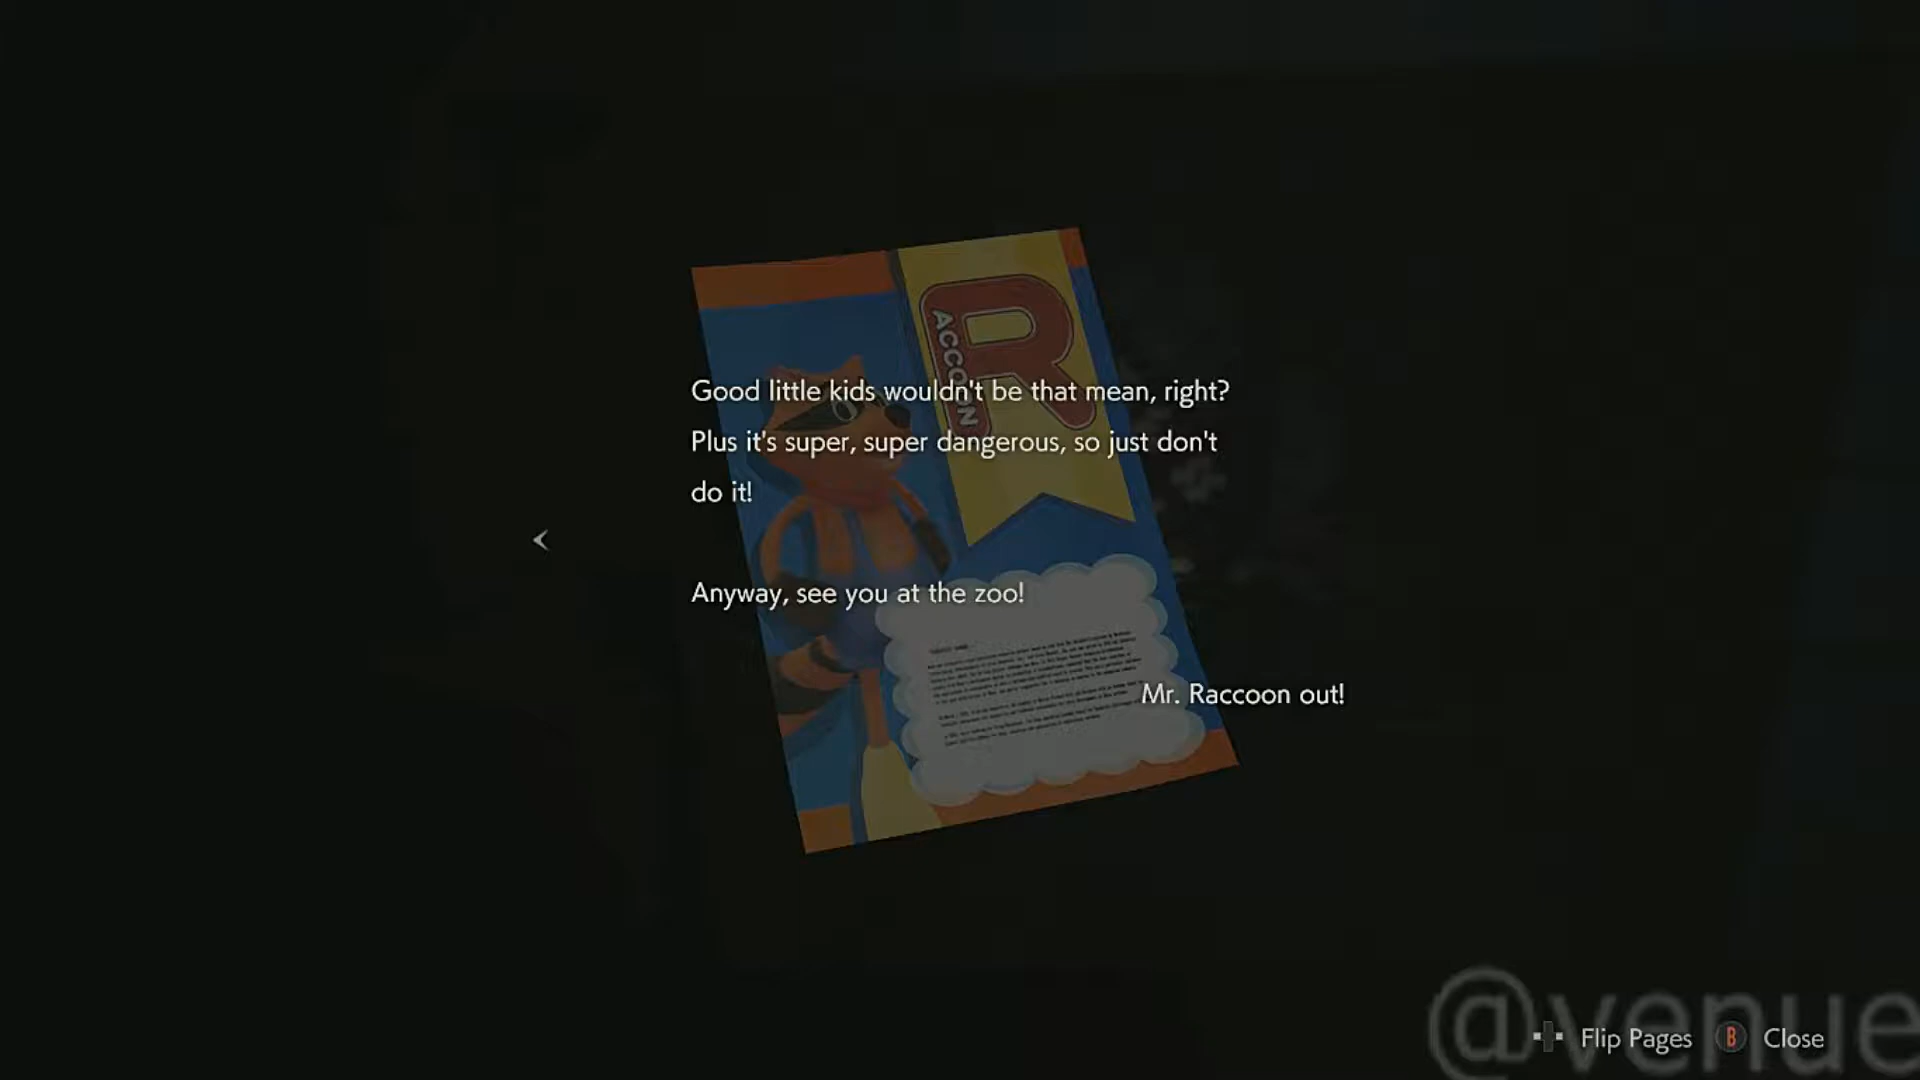 R
ACCOON
Good little kids wouldn't be that mean, right?
Plus it's super, super dangerous, so just don't
do it!
Anyway, see you at the zoo!
Mr. Raccoon out!
@venue
Flip Pages B Close